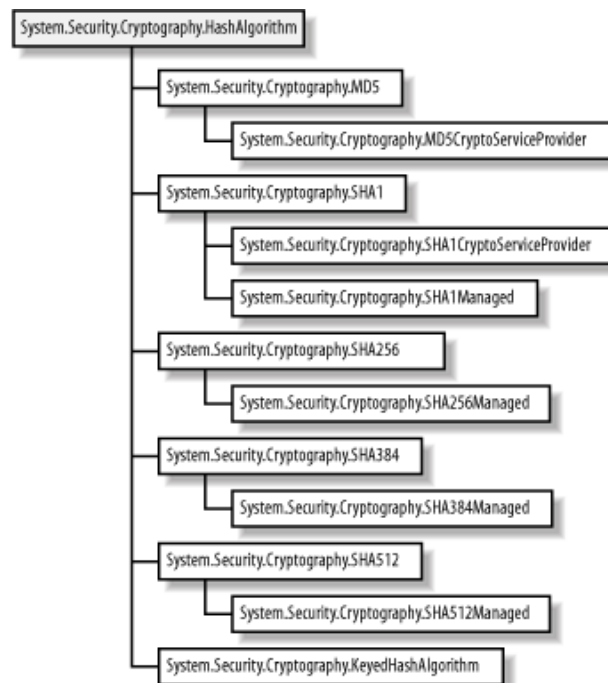 System.Security.Cryptography.HashAlgorithm
System.Security.Cryptography.MD5
System.Security.Cryptography.MD5CryptoServiceProvider
System.Security.Cryptography.SHA1
System.Security.Cryptography.SHA1CryptoServiceProvider
System.Security.Cryptography.SHA1Managed
System.Security.Cryptography.SHA256
System.Security.Cryptography.SHA256Managed
System.Security.Cryptography.SHA384
System.Security.Cryptography.SHA384Managed
System.Security.Cryptography.SHA512
System.Security.Cryptography.SHA512Managed
System.Security.Cryptography.KeyedHashAlgorithm